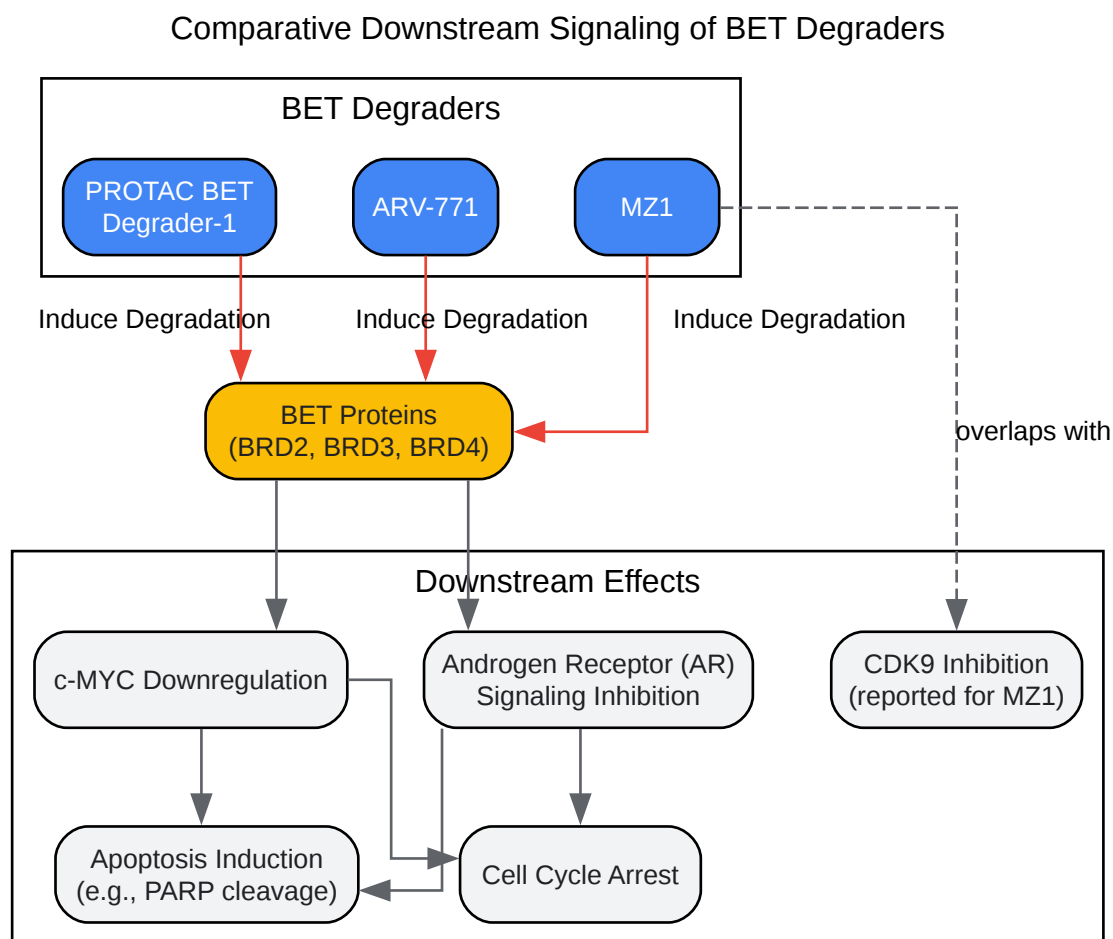 Comparative Downstream Signaling of BET Degraders
BET Degraders
PROTAC BET
Degrader-1
ARV-771
MZ1
Induce Degradation
Induce Degradation
Induce Degradation
BET Proteins
(BRD2, BRD3, BRD4)
overlaps with
Downstream Effects
c-MYC Downregulation
Androgen Receptor (AR)
Signaling Inhibition
CDK9 Inhibition
(reported for MZ1)
Apoptosis Induction
(e.g., PARP cleavage)
Cell Cycle Arrest